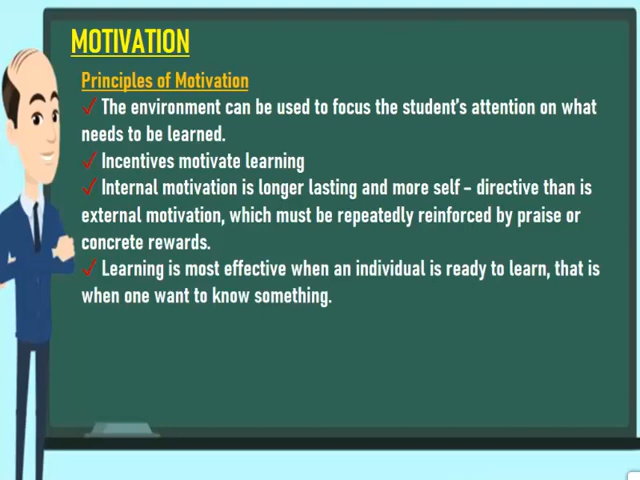 MOTIVATION
Principles of Motivation
✓ The environment can be used to focus the student's attention on what
needs to be learned.
✓ Incentives motivate learning
✓ Internal motivation is longer lasting and more self – directive than is
external motivation, which must be repeatedly reinforced by praise or
concrete rewards.
✓ Learning is most effective when an individual is ready to learn, that is
when one want to know something.